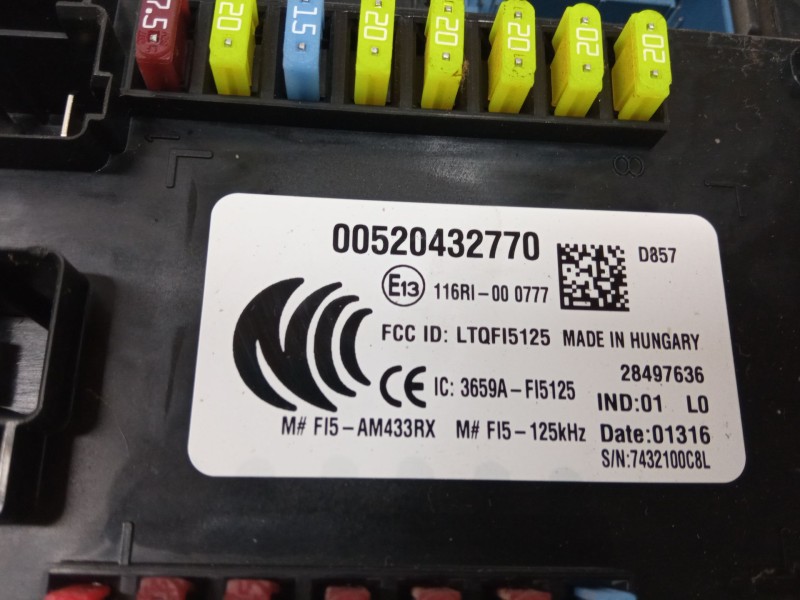 7.5 20 15 20 20 20 20 20
8
00520432770
D857
E13 116RI-00 0777
FCC ID: LTQFI5125 MADE IN HUNGARY
28497636
CE IC: 3659A-FI5125
IND:01 L0
M# FI5-AM433RX M# FI5-125kHz Date:01316
S/N:7432100C8L